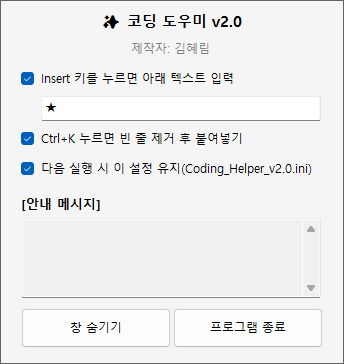 코딩 도우미 v2.0
제작자: 김혜림
Insert 키를 누르면 아래 텍스트 입력
★
Ctrl+K 누르면 빈 줄 제거 후 붙여넣기
다음 실행 시 이 설정 유지(Coding_Helper_v2.0.ini)
[안내 메시지]
창 숨기기
프로그램 종료